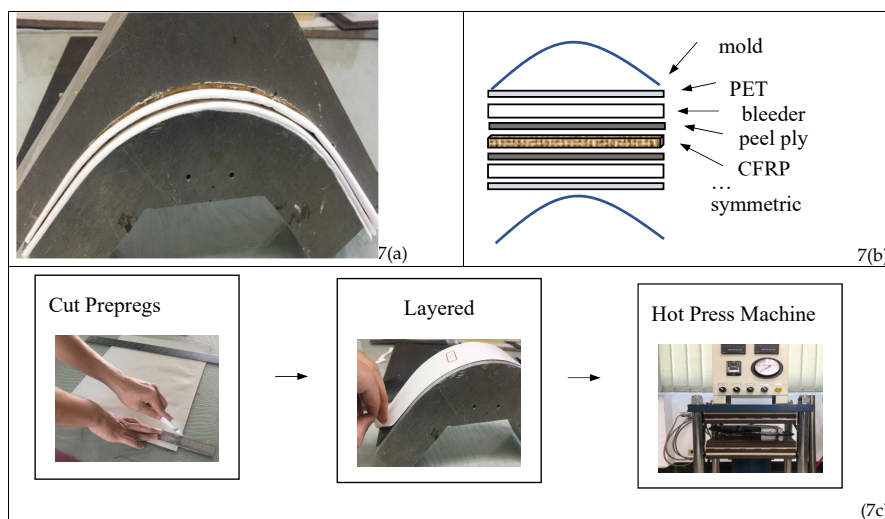 7(a)
mold
PET
bleeder
peel ply
CFRP
…
symmetric
7(b)
Cut Prepregs
Layered
Hot Press Machine
(7c)